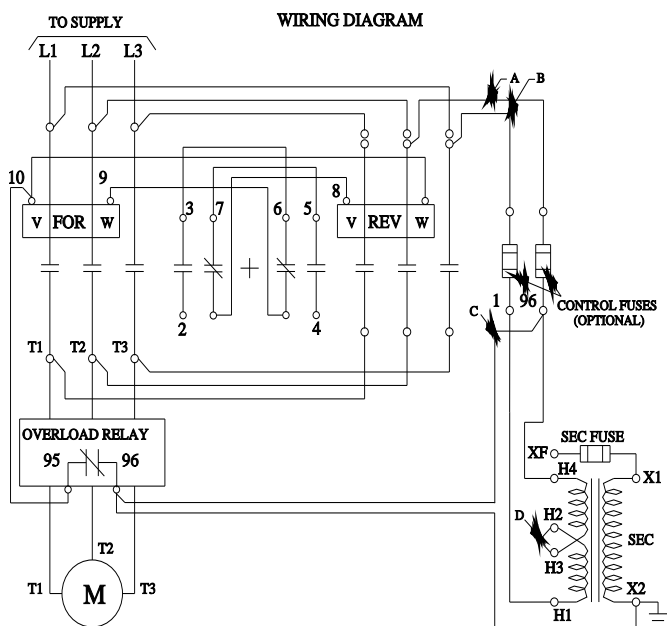 WIRING DIAGRAM
TO SUPPLY
L1 L2 L3
A B
10 9 8
3 7 6 5
V FOR W
V REV W
2 4
1 96
C
CONTROL FUSES
(OPTIONAL)
T1 T2 T3
OVERLOAD RELAY
95 96
SEC FUSE
XF
H4 X1
D H2
SEC
H3
T2
T1 M T3
X2
H1